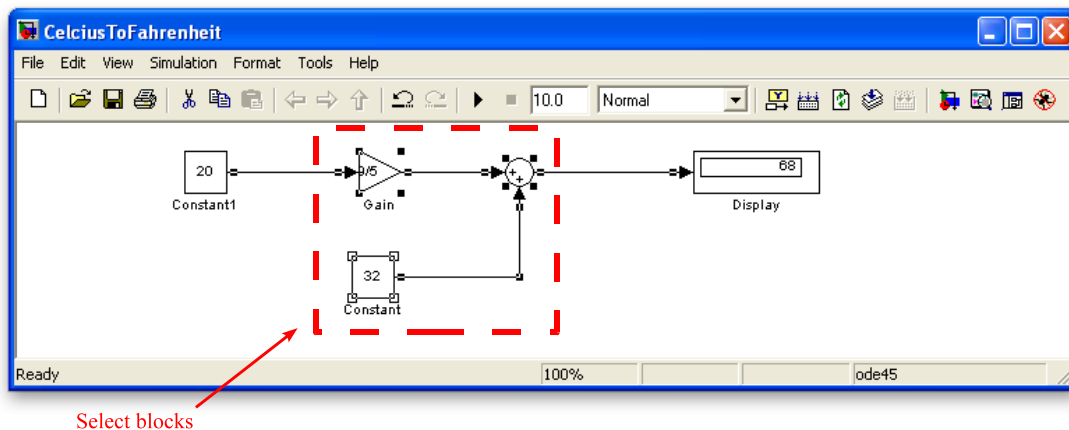 CelciusToFahrenheit
File Edit View Simulation Format Tools Help
10.0 Normal
20 9/5 + + 68
Constant1 Gain Display
32
Constant
Ready 100% ode45
Select blocks